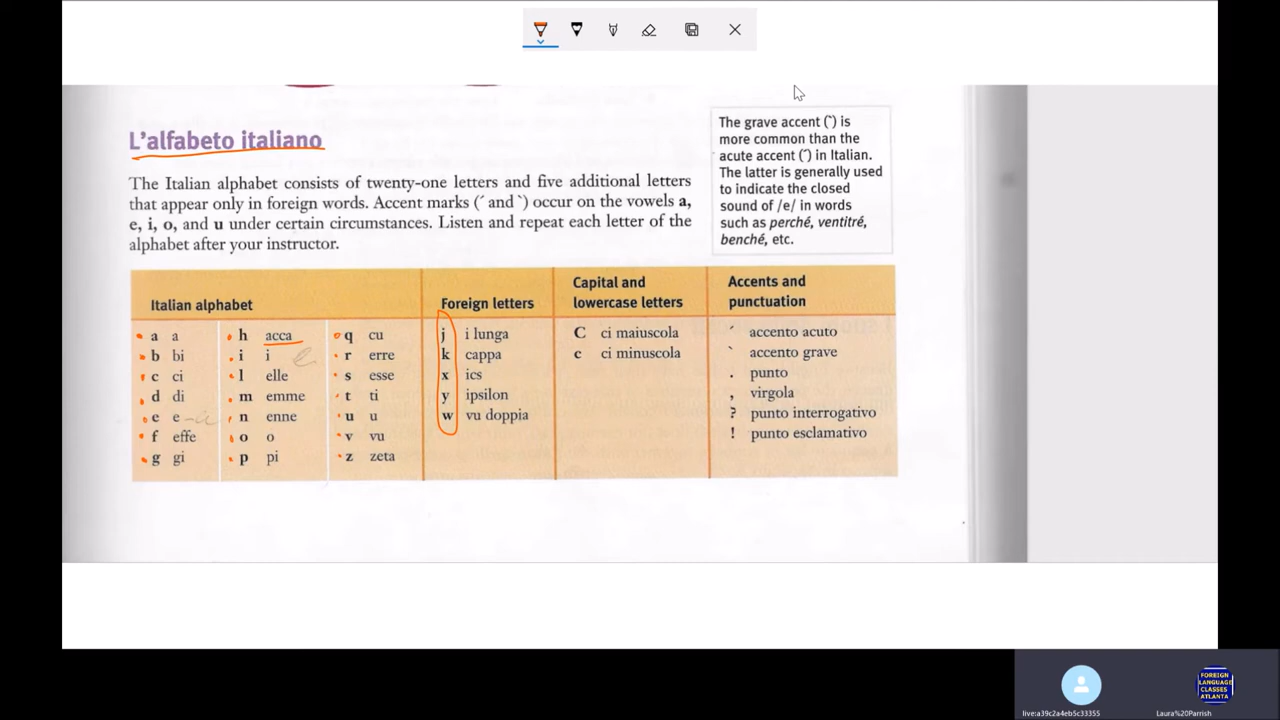 L'alfabeto italiano
The Italian alphabet consists of twenty-one letters and five additional letters
that appear only in foreign words. Accent marks (´ and `) occur on the vowels a,
e, i, o, and u under certain circumstances. Listen and repeat each letter of the
alphabet after your instructor.
The grave accent (`) is
more common than the
acute accent (´) in Italian.
The latter is generally used
to indicate the closed
sound of /e/ in words
such as perché, ventitré,
benché, etc.
Italian alphabet
a a
b bi
c ci
d di
e e - a
f effe
g gi
h acca
i i e
l elle
m emme
n enne
o o
p pi
q cu
r erre
s esse
t ti
u u
v vu
z zeta
Foreign letters
j i lunga
k cappa
x ics
y ipsilon
w vu doppia
Capital and
lowercase letters
C ci maiuscola
c ci minuscola
Accents and
punctuation
´ accento acuto
` accento grave
. punto
, virgola
? punto interrogativo
! punto esclamativo
live:a39c2a4eb5c33355
FOREIGN
LANGUAGE
CLASSES
ATLANTA
Laura%20Parrish